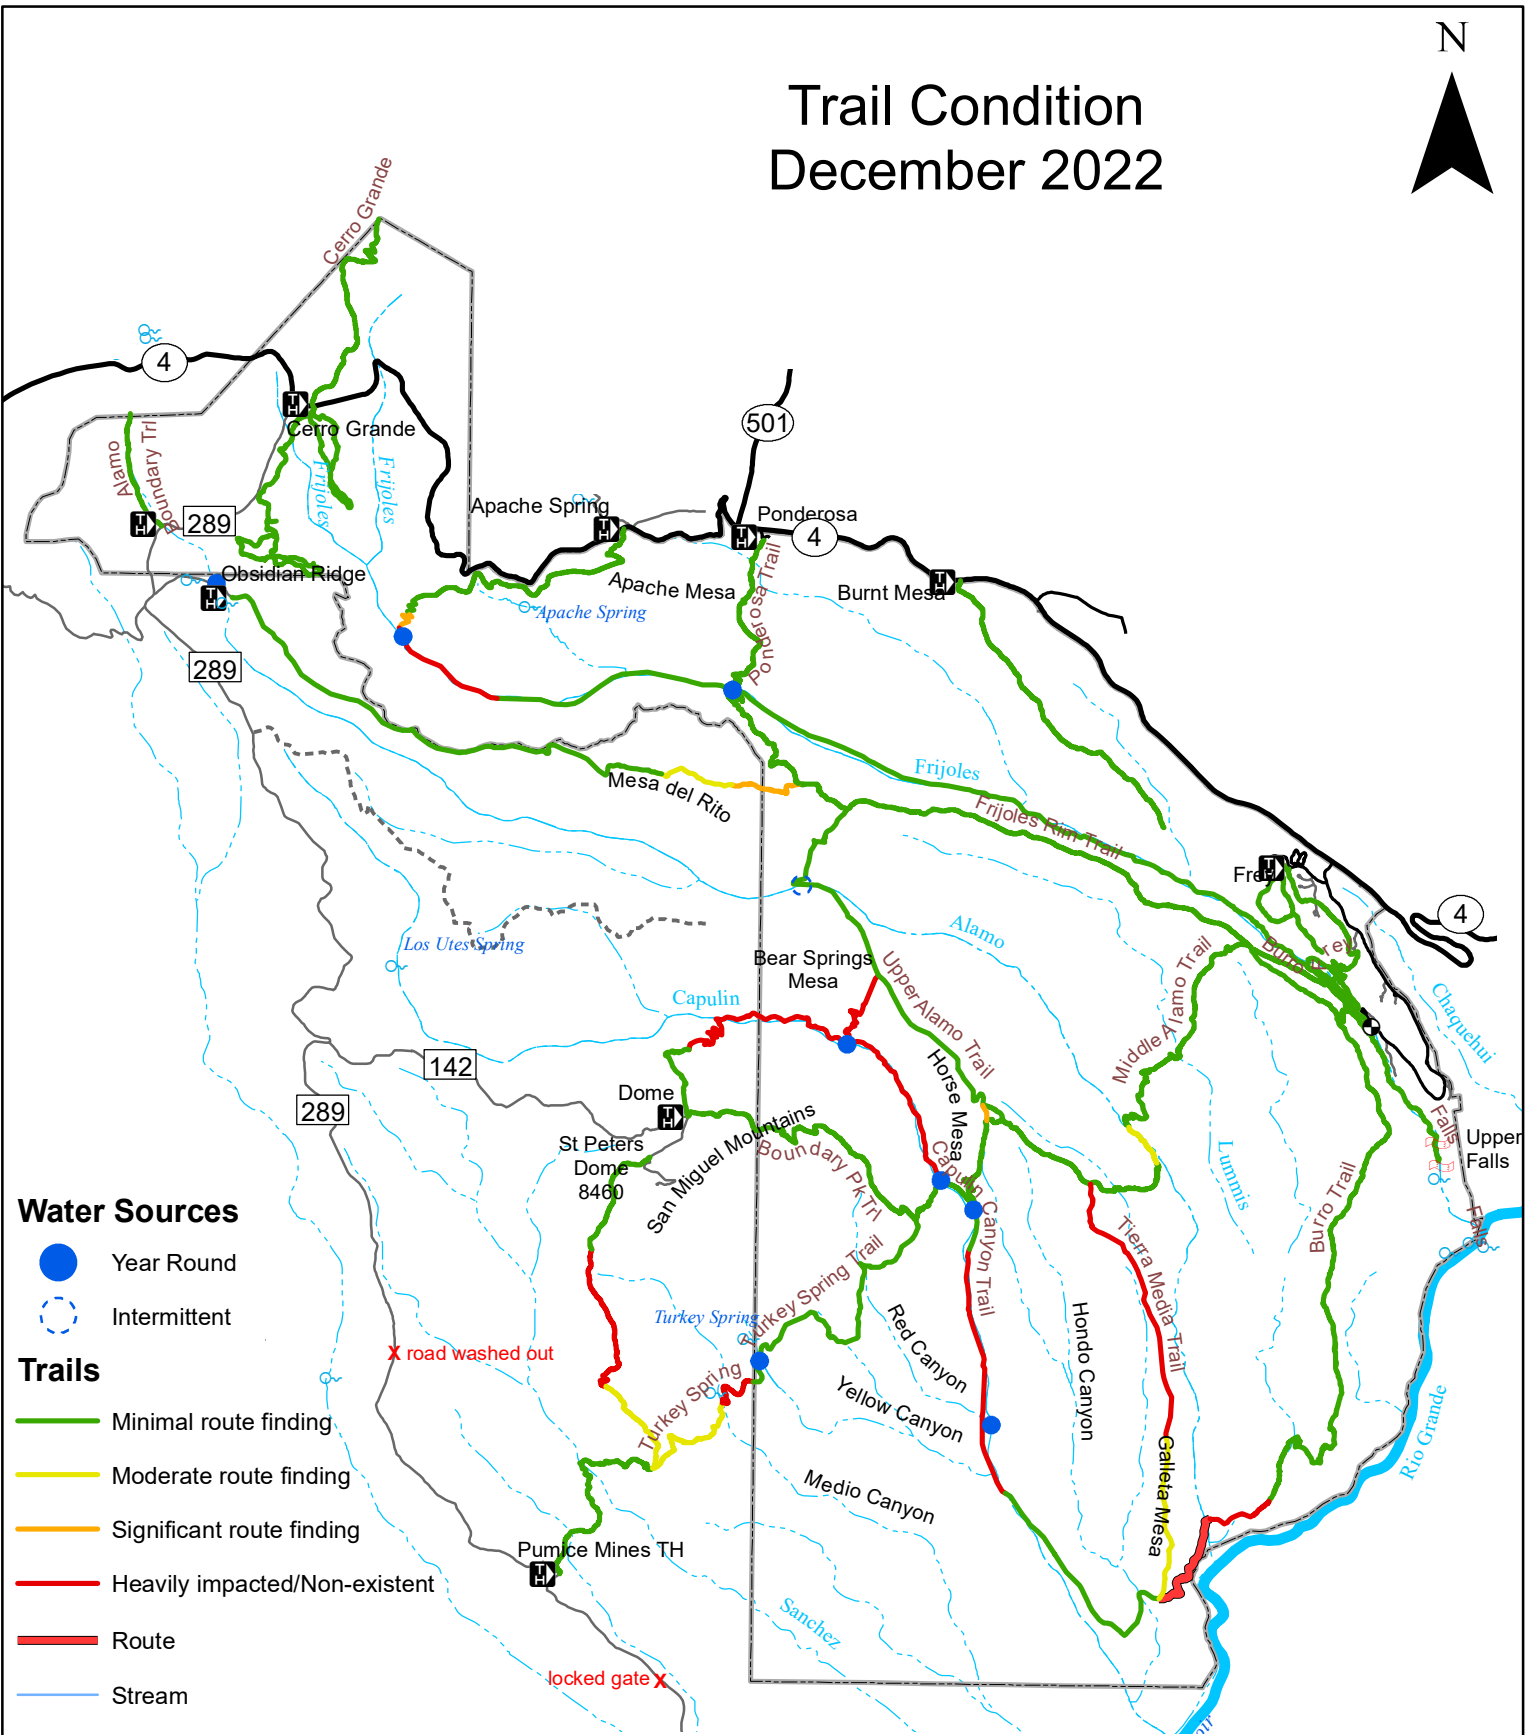 N
Trail Condition
December 2022
Cerro Grande
4
Cerro Grande
501
Alamo
Boundary Trl
Frijoles
Frijoles
Apache Spring
Ponderosa
289
4
Obsidian Ridge
Apache Mesa
Burnt Mesa
Apache Spring
Ponderosa Trail
289
Frijoles
Mesa del Rito
Frijoles Rim Trail
Frey
4
Los Utes Spring
Alamo
Burro
Frey
Bear Springs
Mesa
Upper Alamo Trail
Middle Alamo Trail
Capulin
Chaquehui
142
Horse Mesa
289
Dome
San Miguel Mountains
St Peters
Dome
8460
Boundary Pk Trl
Capulin Canyon Trail
Falls
Upper
Falls
Lummis
Burro Trail
Falls
Water Sources
Year Round
Intermittent
Turkey Spring Trail
Tierra Media Trail
Turkey Spring
Red Canyon
Hondo Canyon
X road washed out
Trails
Turkey Spring
Yellow Canyon
Rio Grande
Minimal route finding
Galleta Mesa
Moderate route finding
Medio Canyon
Significant route finding
Pumice Mines TH
Heavily impacted/Non-existent
Sanchez
Route
locked gate X
Stream